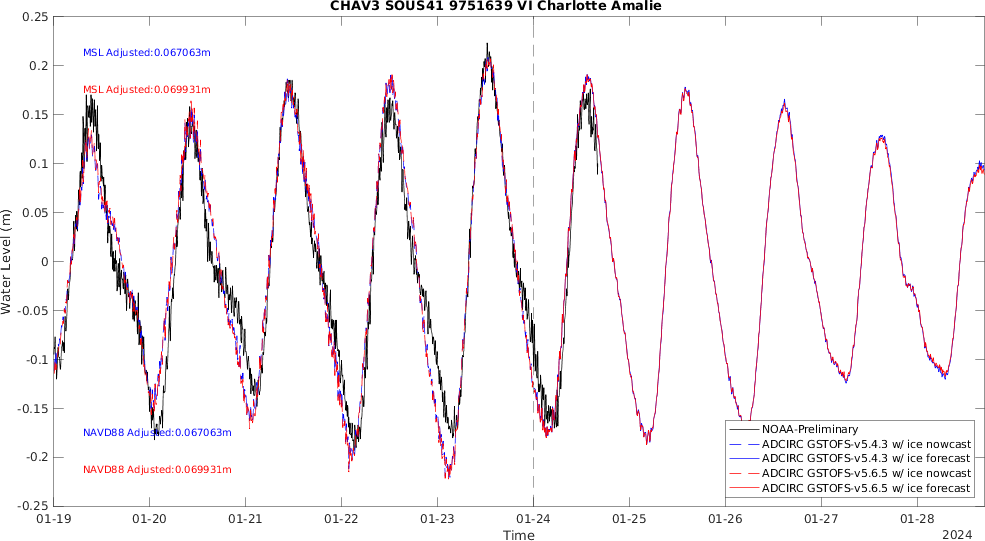 CHAV3 SOUS41 9751639 VI Charlotte Amalie
0.25
0.2
0.15
0.1
0.05
0
-0.05
-0.1
-0.15
-0.2
-0.25
Water Level (m)
MSL Adjusted:0.067063m
MSL Adjusted:0.069931m
NAVD88 Adjusted:0.067063m
NAVD88 Adjusted:0.069931m
NOAA-Preliminary
ADCIRC GSTOFS-v5.4.3 w/ ice nowcast
ADCIRC GSTOFS-v5.4.3 w/ ice forecast
ADCIRC GSTOFS-v5.6.5 w/ ice nowcast
ADCIRC GSTOFS-v5.6.5 w/ ice forecast
01-19 01-20 01-21 01-22 01-23 01-24 01-25 01-26 01-27 01-28
Time
2024